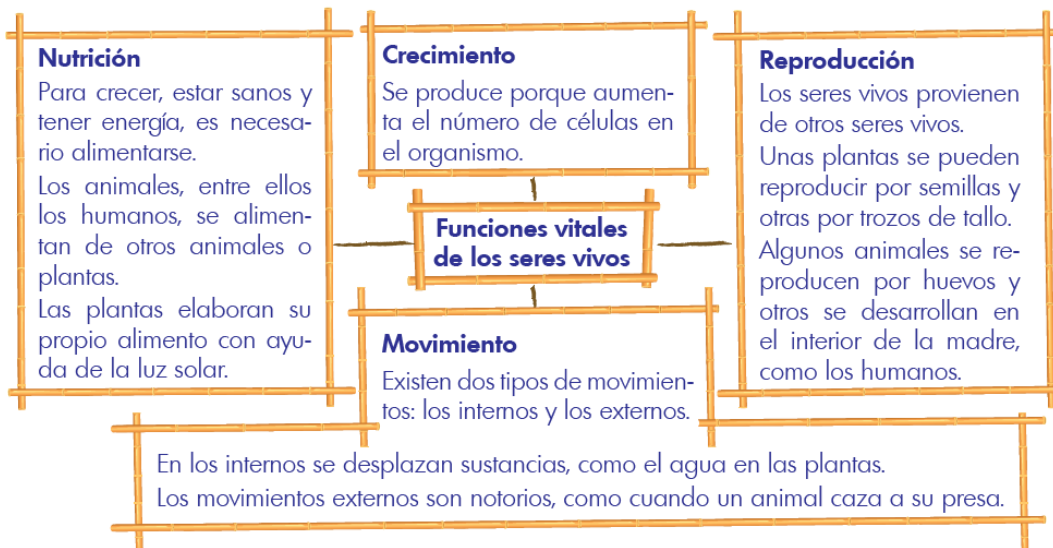 Nutrición
Para crecer, estar sanos y
tener energía, es necesa-
rio alimentarse.
Los animales, entre ellos
los humanos, se alimen-
tan de otros animales o
plantas.
Las plantas elaboran su
propio alimento con ayu-
da de la luz solar.
Crecimiento
Se produce porque aumen-
ta el número de células en
el organismo.
Funciones vitales
de los seres vivos
Reproducción
Los seres vivos provienen
de otros seres vivos.
Unas plantas se pueden
reproducir por semillas y
otras por trozos de tallo.
Algunos animales se re-
producen por huevos y
otros se desarrollan en
el interior de la madre,
como los humanos.
Movimiento
Existen dos tipos de movimien-
tos: los internos y los externos.
En los internos se desplazan sustancias, como el agua en las plantas.
Los movimientos externos son notorios, como cuando un animal caza a su presa.